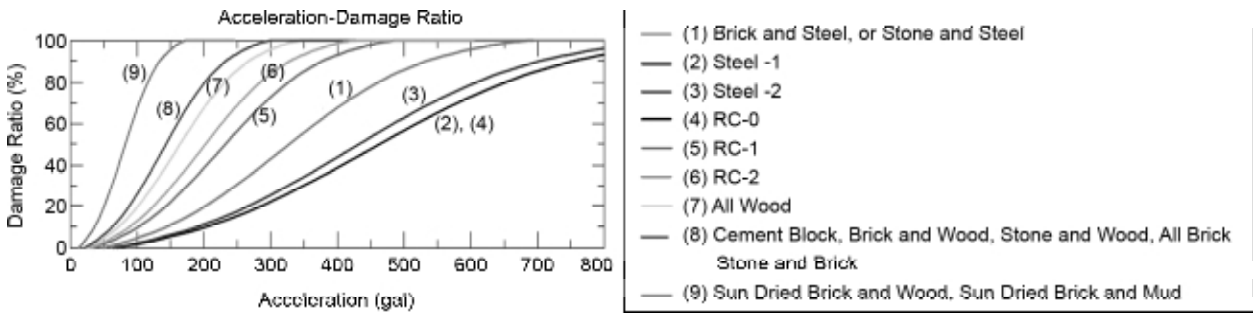 Acceleration-Damage Ratio
Damage Ratio (%)
100
80
60
40
20
0
(9)
(8)
(7)
(6)
(5)
(1)
(3)
(2), (4)
0 100 200 300 400 500 600 700 800
Acceleration (gal)
(1) Brick and Steel, or Stone and Steel
(2) Steel -1
(3) Steel -2
(4) RC-0
(5) RC-1
(6) RC-2
(7) All Wood
(8) Cement Block, Brick and Wood, Stone and Wood, All Brick
Stone and Brick
(9) Sun Dried Brick and Wood, Sun Dried Brick and Mud